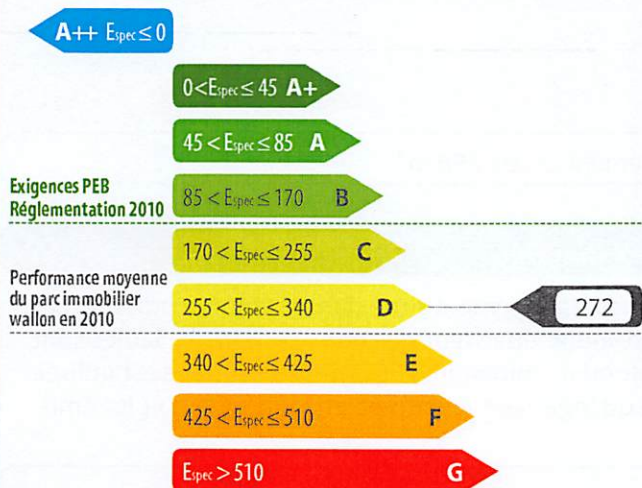 A++ Espec ≤ 0
0 < Espec ≤ 45 A+
45 < Espec ≤ 85 A
Exigences PEB
Réglementation 2010
85 < Espec ≤ 170 B
170 < Espec ≤ 255 C
Performance moyenne
du parc immobilier
wallon en 2010
255 < Espec ≤ 340 D
272
340 < Espec ≤ 425 E
425 < Espec ≤ 510 F
Espec > 510 G